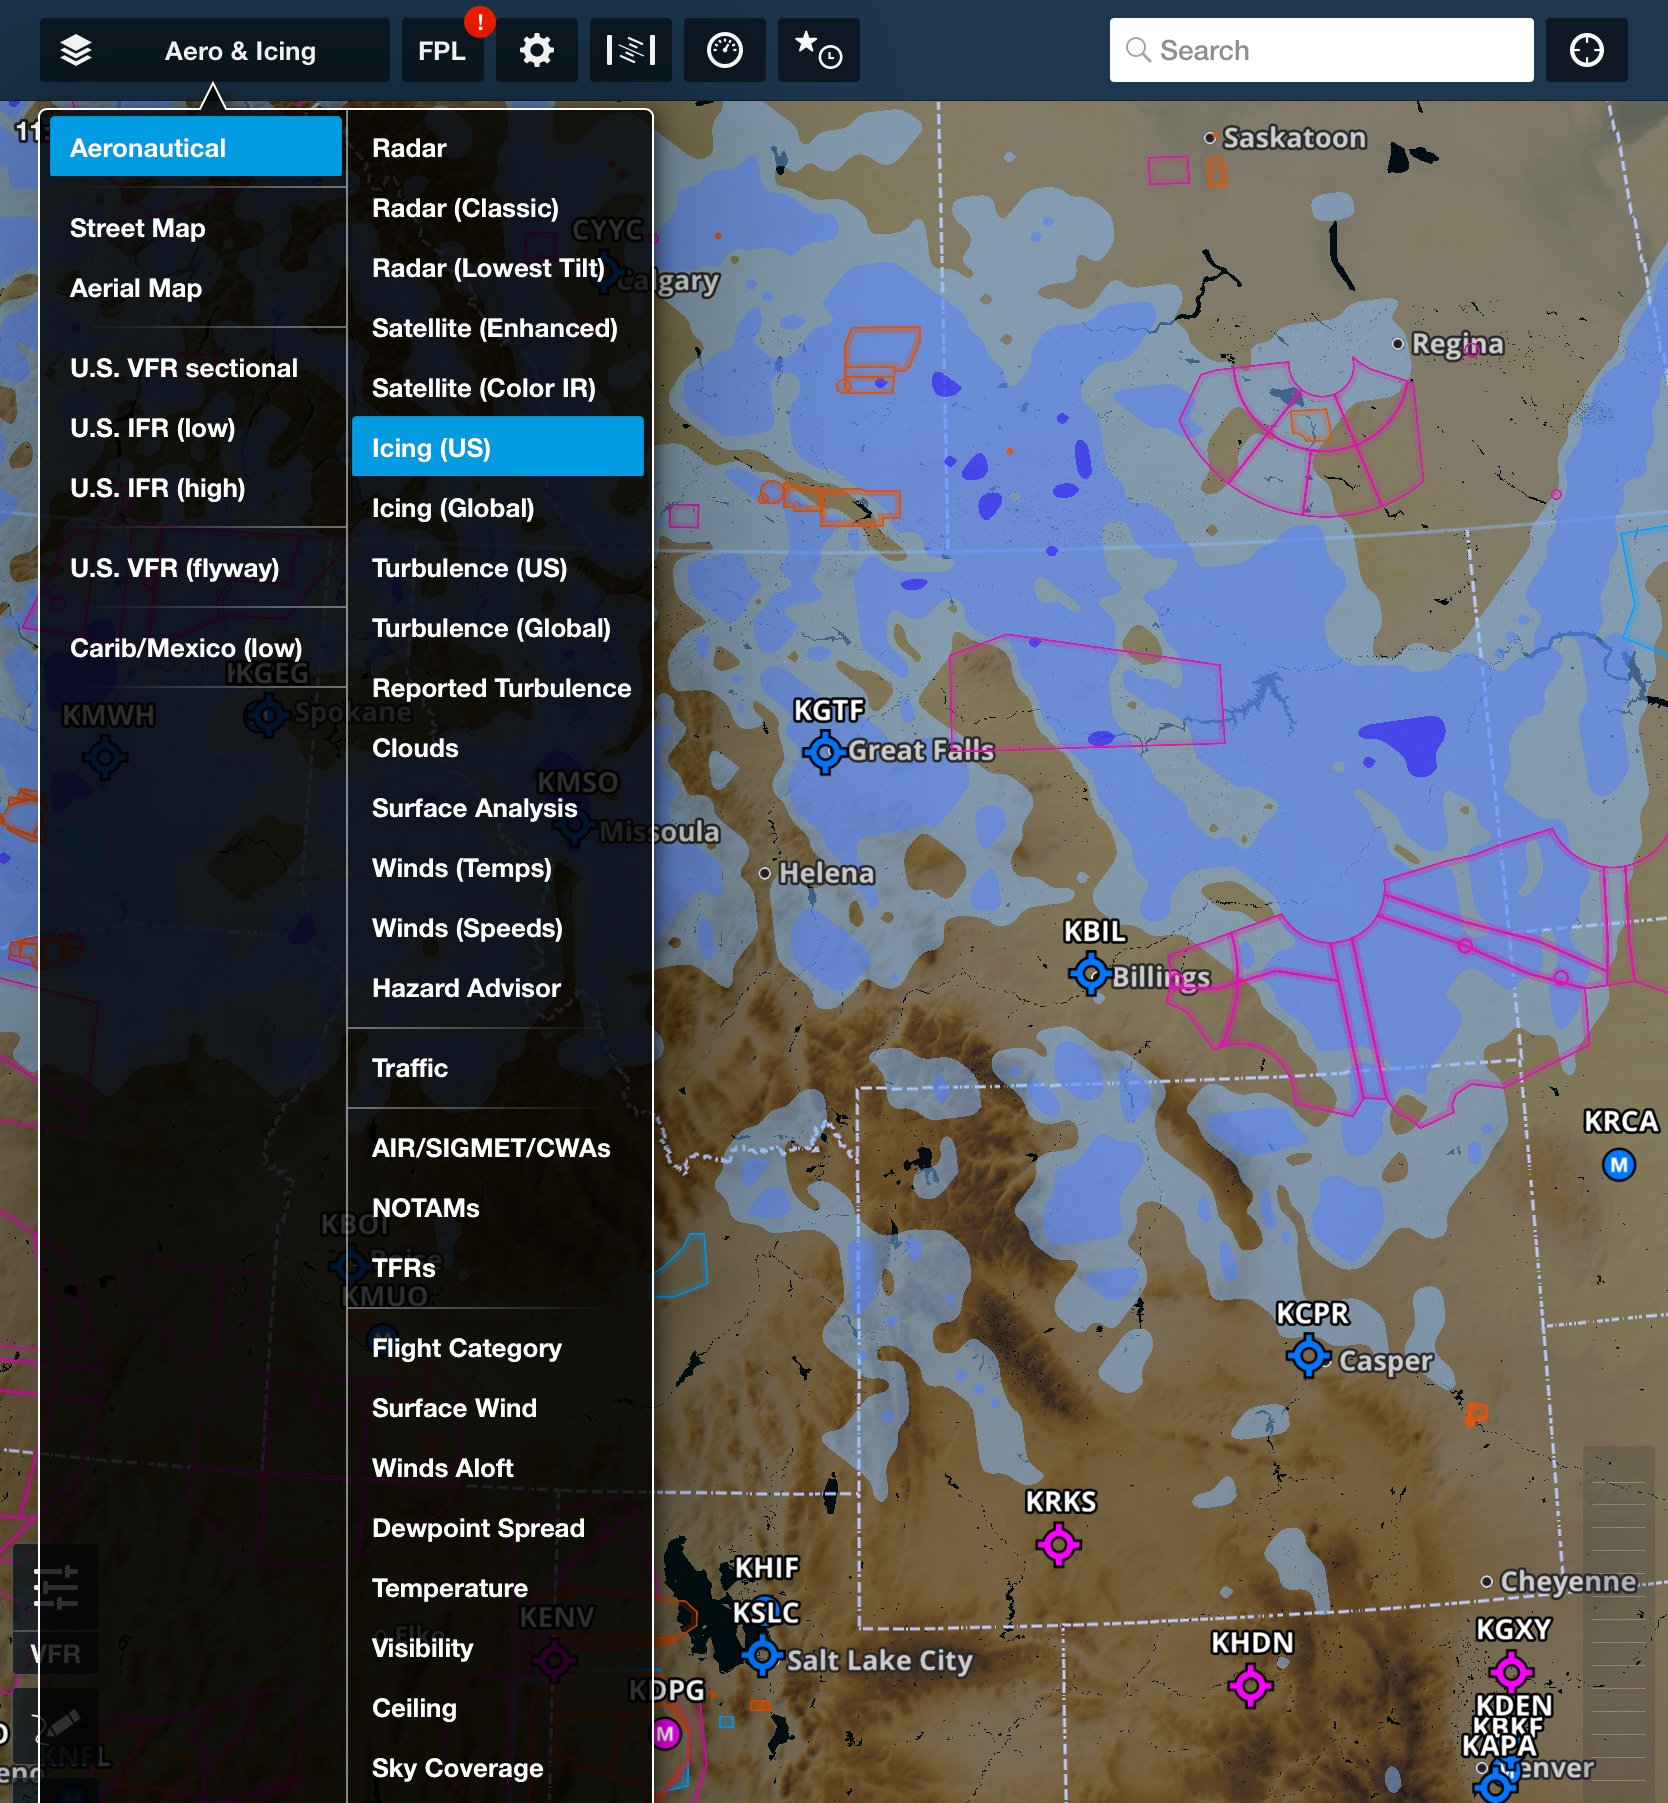 Aero & Icing
FPL
!
Search
Aeronautical
Street Map
Aerial Map
U.S. VFR sectional
U.S. IFR (low)
U.S. IFR (high)
U.S. VFR (flyway)
Carib/Mexico (low)
Radar
Radar (Classic)
Radar (Lowest Tilt)
Satellite (Enhanced)
Satellite (Color IR)
Icing (US)
Icing (Global)
Turbulence (US)
Turbulence (Global)
Reported Turbulence
Clouds
Surface Analysis
Winds (Temps)
Winds (Speeds)
Hazard Advisor
Traffic
AIR/SIGMET/CWAs
NOTAMs
TFRs
Flight Category
Surface Wind
Winds Aloft
Dewpoint Spread
Temperature
Visibility
Ceiling
Sky Coverage
11
Saskatoon
CYYC
Calgary
Regina
KGEG
Spokane
KMWH
KGTF
Great Falls
KMSO
Missoula
Helena
KBIL
Billings
KRCA
M
KBOI
Boise
KMUO
KCPR
Casper
KRKS
Cheyenne
KHIF
KSLC
Salt Lake City
KENV
Elko
KHDN
KGXY
KDPG
M
KDEN
KBKF
KAPA
Denver
VFR
KNFL